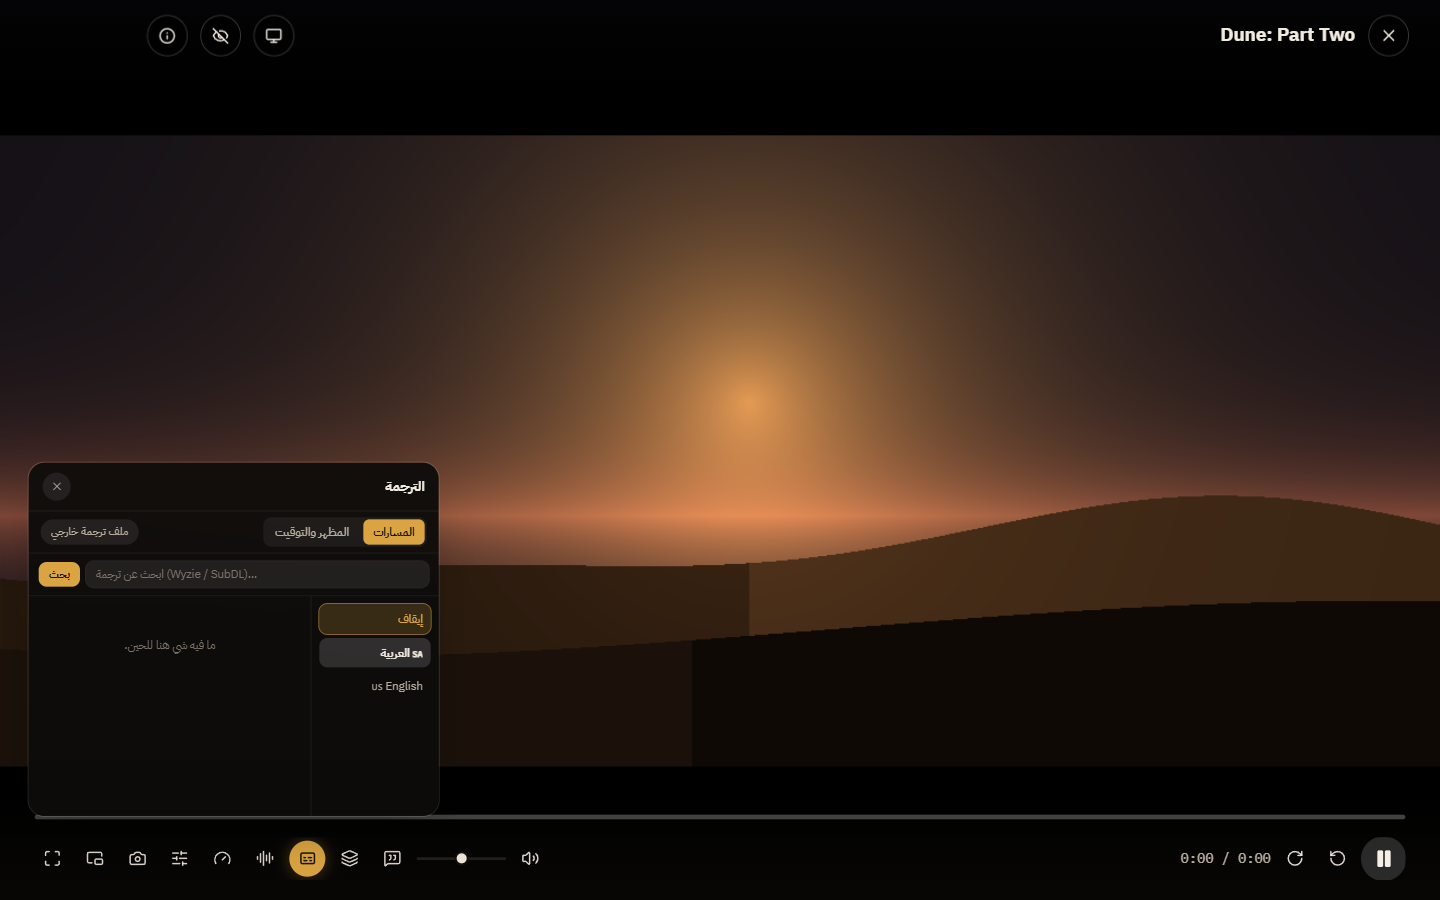 Dune: Part Two
الترجمة
المسارات
المظهر والتوقيت
ملف ترجمة خارجي
ابحث عن ترجمة (Wyzie / SubDL)...
بحث
إيقاف
SA العربية
ما فيه شي هنا للحين.
us English
0:00 / 0:00